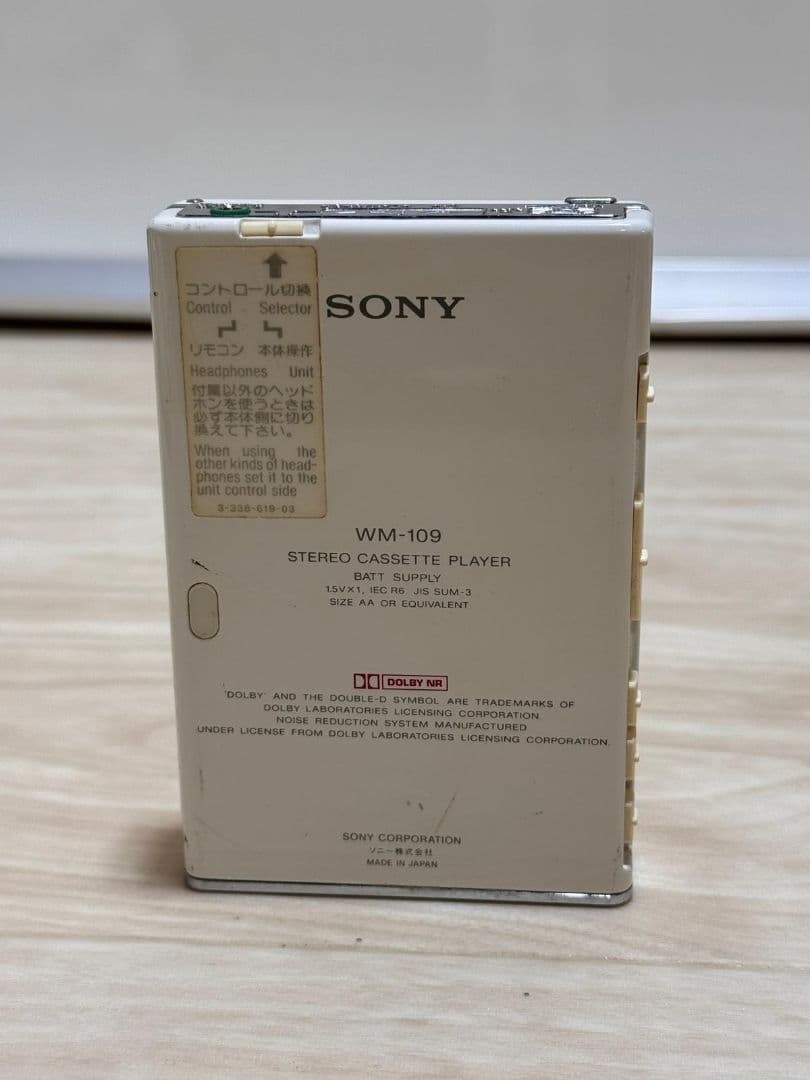 コントロール切換
Control Selector
リモコン 本体操作
Headphones Unit
付属以外のヘッド
ホンを使うときは
必ず本体側に切り
換えて下さい。
When using the
other kinds of head-
phones set it to the
unit control side
3-238-619-03
SONY
WM-109
STEREO CASSETTE PLAYER
BATT SUPPLY
1.5V×1, IEC R6 JIS SUM-3
SIZE AA OR EQUIVALENT
DOLBY NR
'DOLBY' AND THE DOUBLE-D SYMBOL ARE TRADEMARKS OF
DOLBY LABORATORIES LICENSING CORPORATION.
NOISE REDUCTION SYSTEM MANUFACTURED
UNDER LICENSE FROM DOLBY LABORATORIES LICENSING CORPORATION.
SONY CORPORATION
ソニー株式会社
MADE IN JAPAN